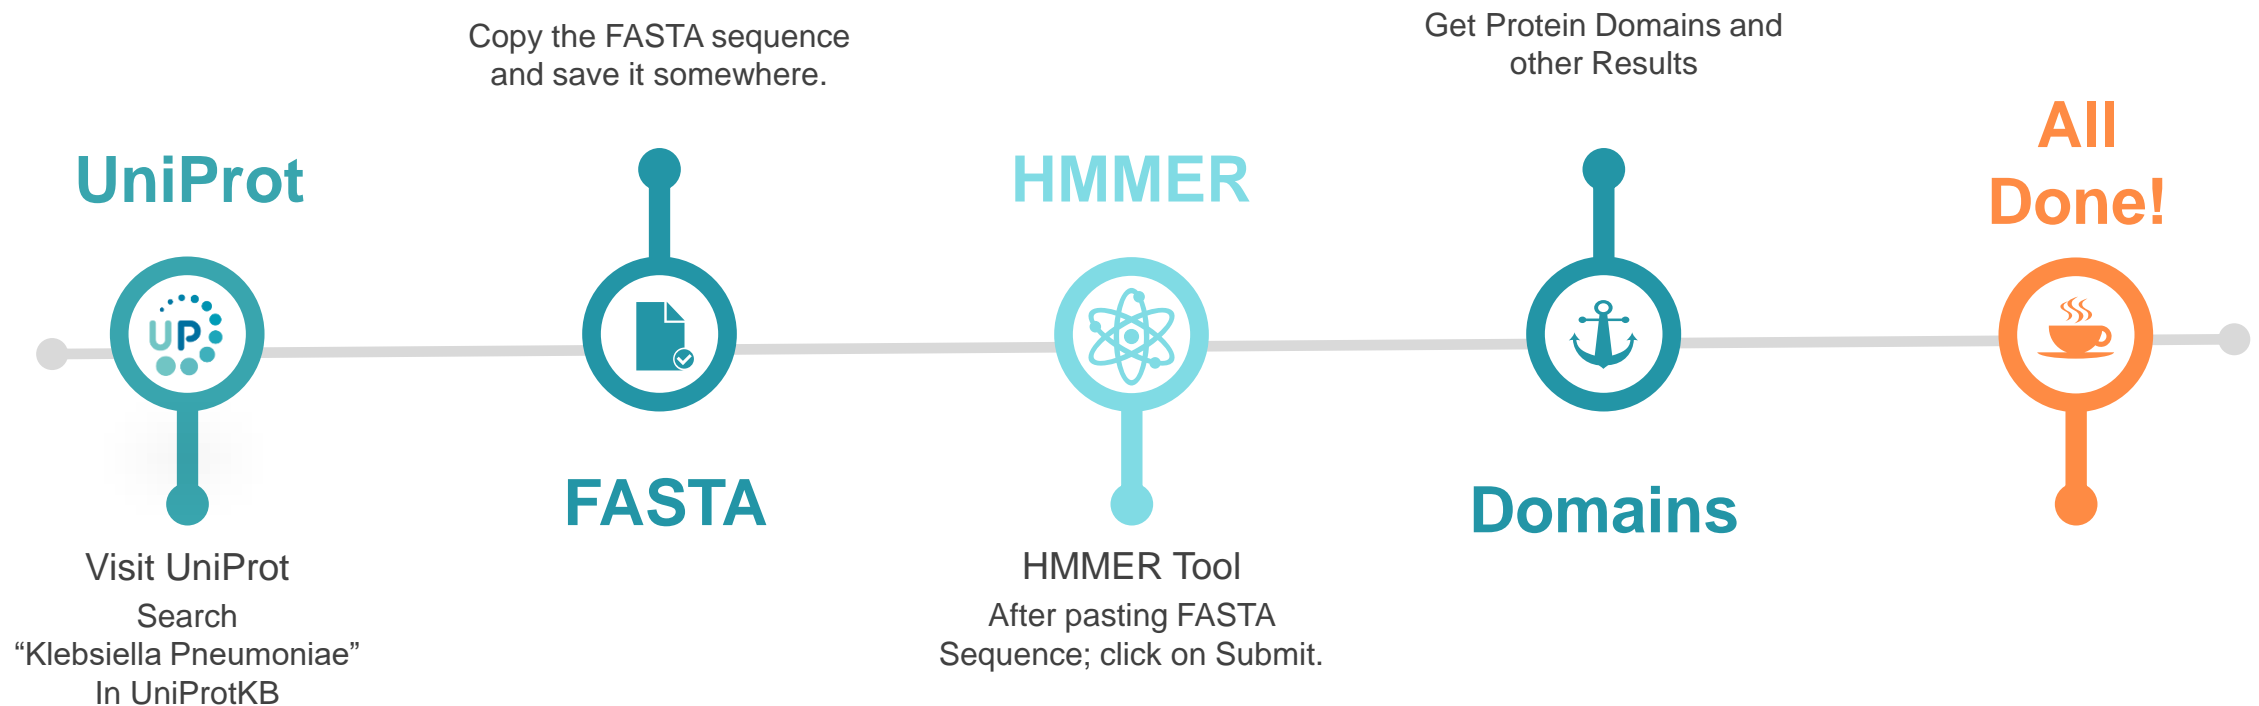 UniProt
UP
Visit UniProt
Search
“Klebsiella Pneumoniae”
In UniProtKB
Copy the FASTA sequence
and save it somewhere.
FASTA
HMMER
HMMER Tool
After pasting FASTA
Sequence; click on Submit.
Get Protein Domains and
other Results
Domains
All
Done!